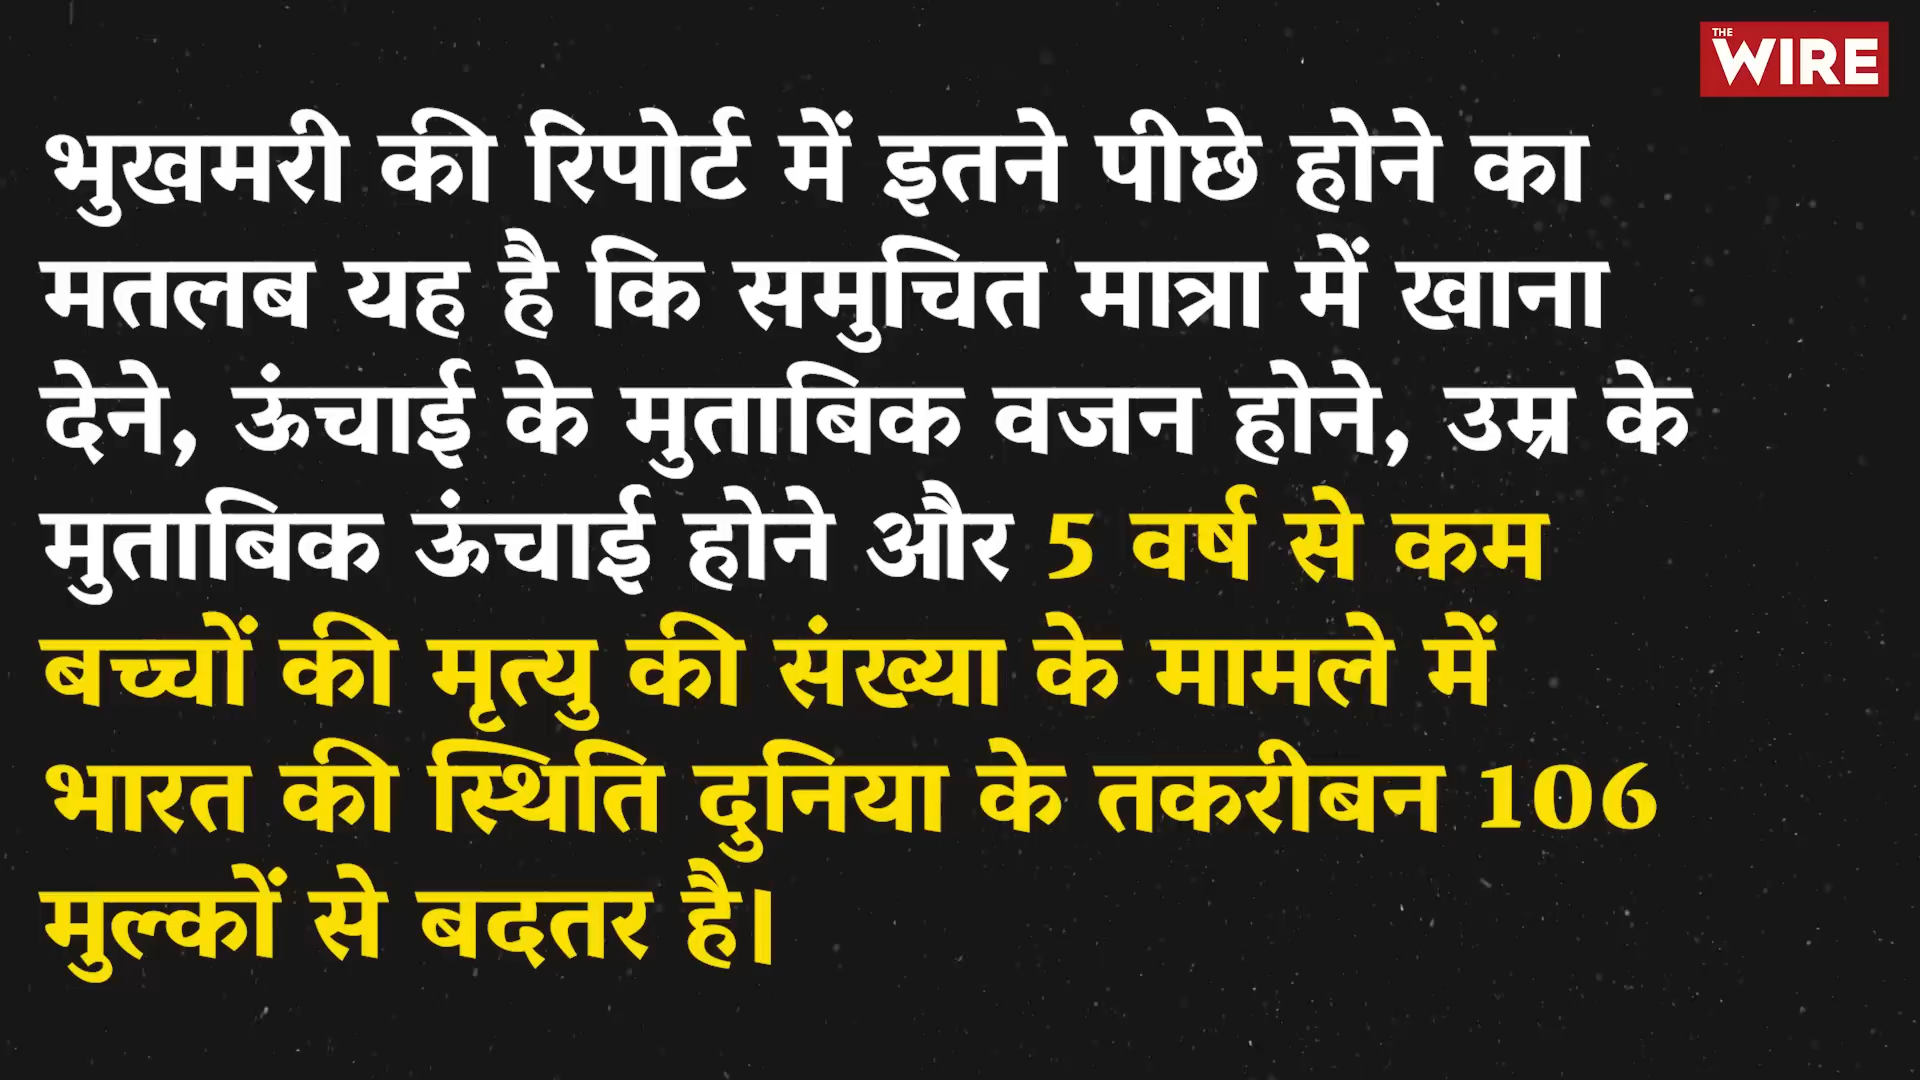 THE WIRE
भुखमरी की रिपोर्ट में इतने पीछे होने का
मतलब यह है कि समुचित मात्रा में खाना
देने, ऊंचाई के मुताबिक वजन होने, उम्र के
मुताबिक ऊंचाई होने और 5 वर्ष से कम
बच्चों की मृत्यु की संख्या के मामले में
भारत की स्थिति दुनिया के तकरीबन 106
मुल्कों से बदतर है।